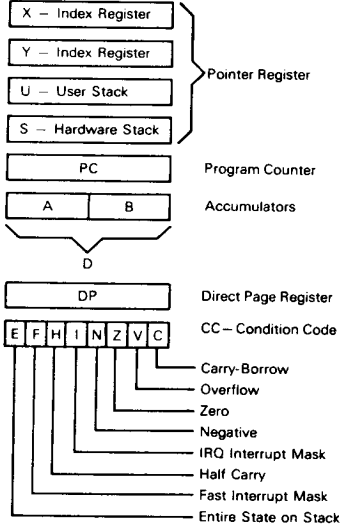 X – Index Register
Y – Index Register
U – User Stack
S – Hardware Stack
Pointer Register
PC
Program Counter
A
B
Accumulators
D
DP
Direct Page Register
E F H I N Z V C
CC – Condition Code
Carry-Borrow
Overflow
Zero
Negative
IRQ Interrupt Mask
Half Carry
Fast Interrupt Mask
Entire State on Stack